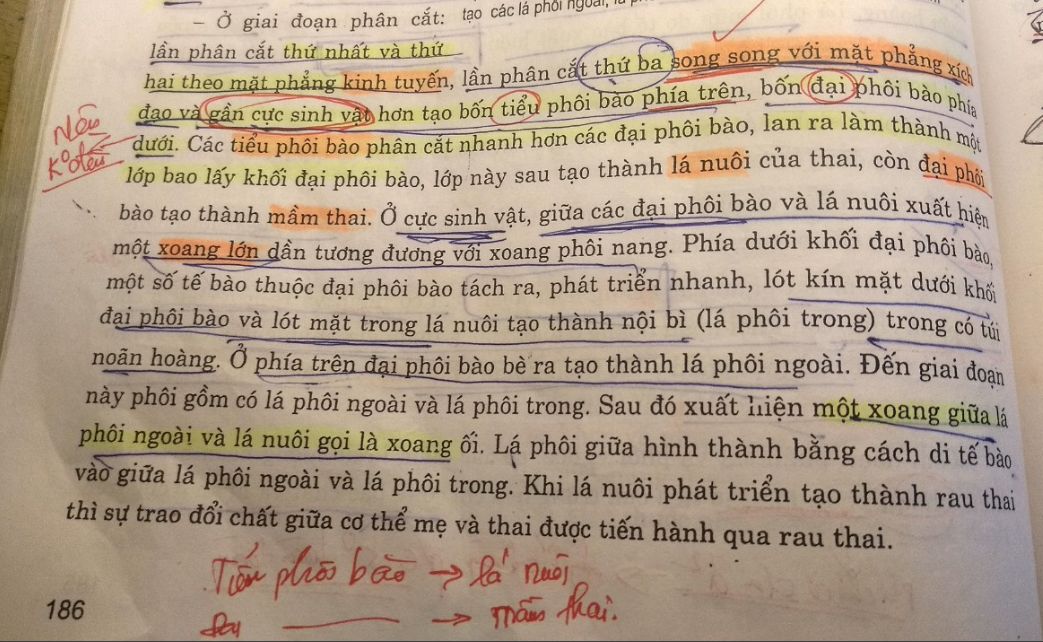 - Ở giai đoạn phân cắt: tạo các lá phôi ngoài,
lần phân cắt thứ nhất và thứ
hai theo mặt phẳng kinh tuyến, lần phân cắt thứ ba song song với mặt phẳng xích
đạo và gần cực sinh vật hơn tạo bốn tiểu phôi bào phía trên, bốn đại phôi bào phía
dưới. Các tiểu phôi bào phân cắt nhanh hơn các đại phôi bào, lan ra làm thành một
lớp bao lấy khối đại phôi bào, lớp này sau tạo thành lá nuôi của thai, còn đại phôi
bào tạo thành mầm thai. Ở cực sinh vật, giữa các đại phôi bào và lá nuôi xuất hiện
một xoang lớn dần tương đương với xoang phôi nang. Phía dưới khối đại phôi bào,
một số tế bào thuộc đại phôi bào tách ra, phát triển nhanh, lót kín mặt dưới khối
đại phôi bào và lót mặt trong lá nuôi tạo thành nội bì (lá phôi trong) trong có túi
noãn hoàng. Ở phía trên đại phôi bào bè ra tạo thành lá phôi ngoài. Đến giai đoạn
này phôi gồm có lá phôi ngoài và lá phôi trong. Sau đó xuất hiện một xoang giữa lá
phôi ngoài và lá nuôi gọi là xoang ối. Lá phôi giữa hình thành bằng cách di tế bào
vào giữa lá phôi ngoài và lá phôi trong. Khi lá nuôi phát triển tạo thành rau thai
thì sự trao đổi chất giữa cơ thể mẹ và thai được tiến hành qua rau thai.
phôi bào → lá nuôi
→ mầm thai.
186